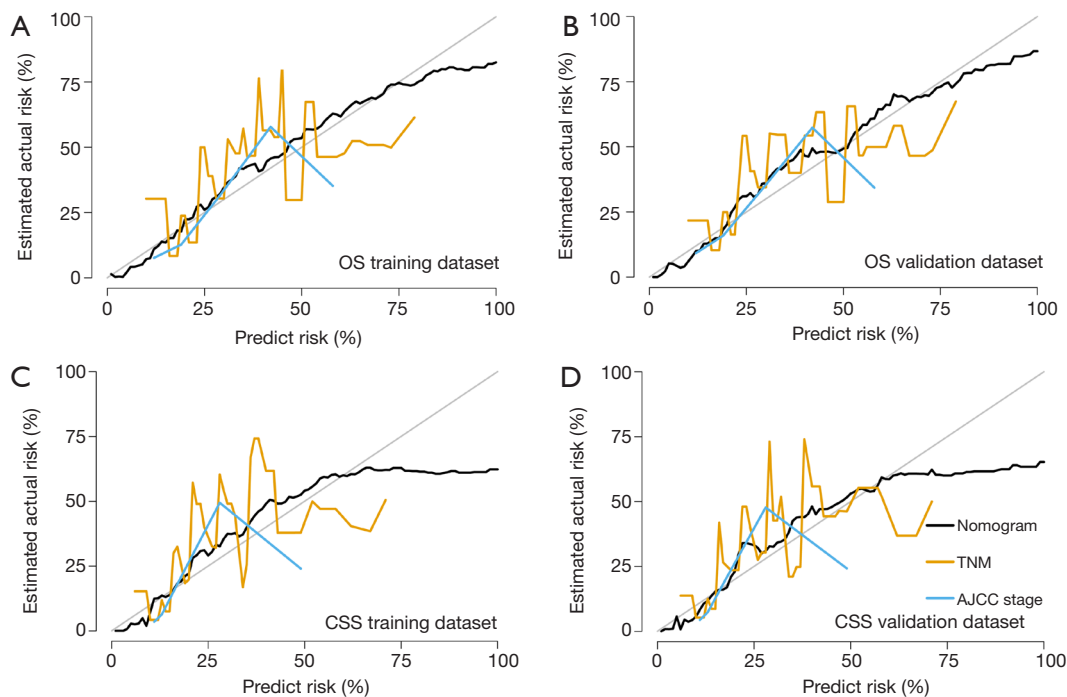 A
Estimated actual risk (%)
100
75
50
25
0
OS training dataset
0 25 50 75 100
Predict risk (%)
B
Estimated actual risk (%)
100
75
50
25
0
OS validation dataset
0 25 50 75 100
Predict risk (%)
C
Estimated actual risk (%)
100
75
50
25
0
CSS training dataset
0 25 50 75 100
Predict risk (%)
D
Estimated actual risk (%)
100
75
50
25
0
Nomogram
TNM
AJCC stage
CSS validation dataset
0 25 50 75 100
Predict risk (%)